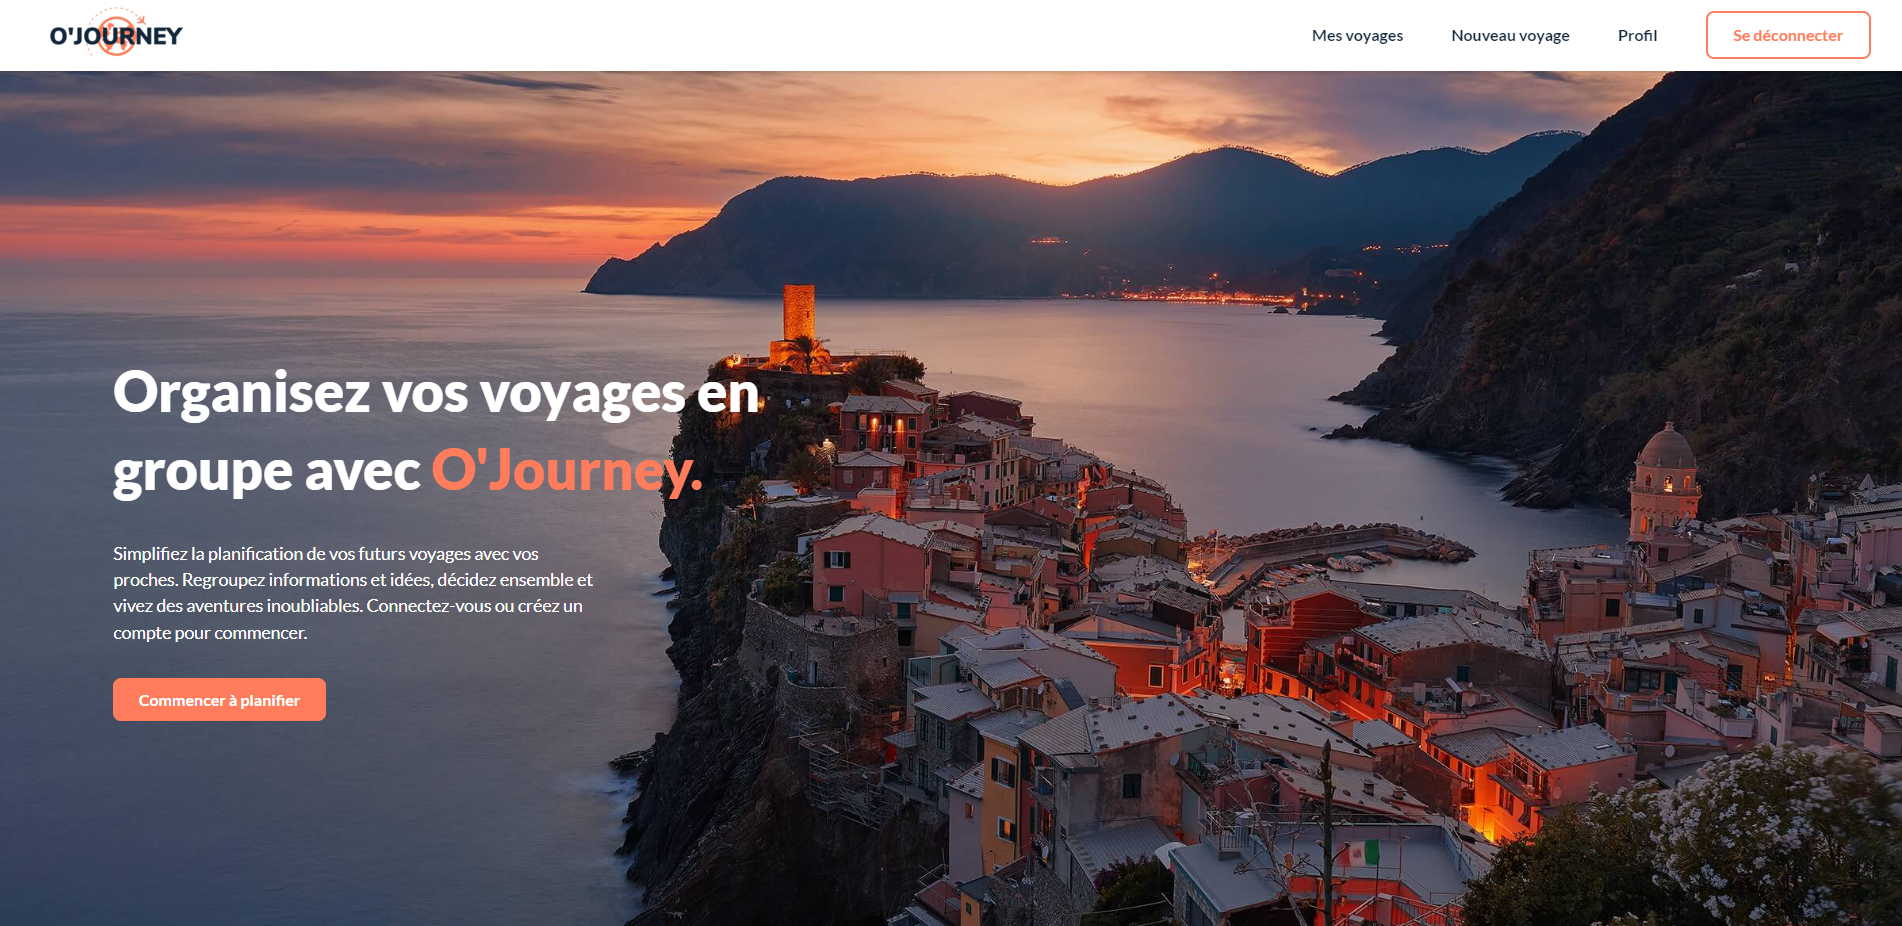 O'JOURNEY
Mes voyages
Nouveau voyage
Profil
Se déconnecter
Organisez vos voyages en
groupe avec O'Journey.
Simplifiez la planification de vos futurs voyages avec vos
proches. Regroupez informations et idées, décidez ensemble et
vivez des aventures inoubliables. Connectez-vous ou créez un
compte pour commencer.
Commencer à planifier